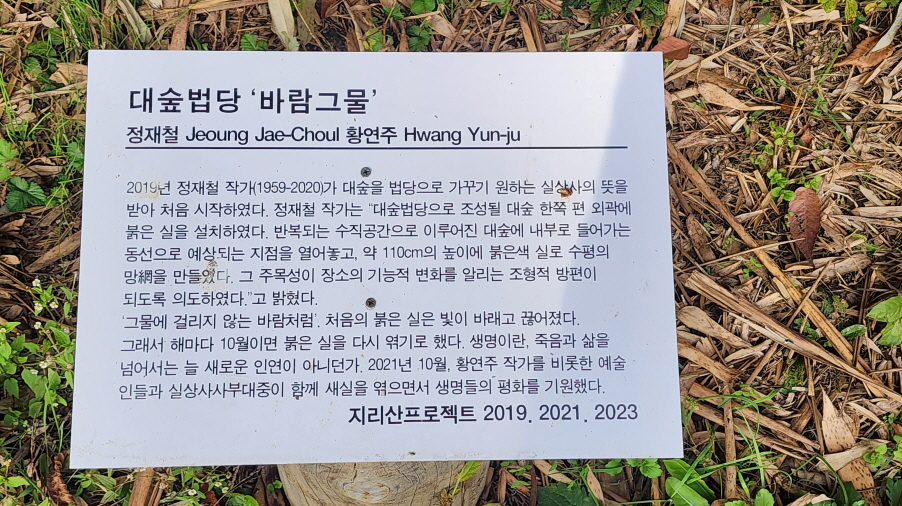 대숲법당 ‘바람그물’
정재철 Jeoung Jae-Choul 황연주 Hwang Yun-ju
2019년 정재철 작가(1959-2020)가 대숲을 법당으로 가꾸기 원하는 실상사의 뜻을
받아 처음 시작하였다. 정재철 작가는 “대숲법당으로 조성될 대숲 한쪽 편 외곽에
붉은 실을 설치하였다. 반복되는 수직공간으로 이루어진 대숲에 내부로 들어가는
동선으로 예상되는 지점을 열어놓고, 약 110cm의 높이에 붉은색 실로 수평의
망網을 만들었다. 그 주목성이 장소의 기능적 변화를 알리는 조형적 방편이
되도록 의도하였다.”고 밝혔다.
‘그물에 걸리지 않는 바람처럼’. 처음의 붉은 실은 빛이 바래고 끊어졌다.
그래서 해마다 10월이면 붉은 실을 다시 엮기로 했다. 생명이란, 죽음과 삶을
넘어서는 늘 새로운 인연이 아니던가. 2021년 10월, 황연주 작가를 비롯한 예술
인들과 실상사사부대중이 함께 새실을 엮으면서 생명들의 평화를 기원했다.
지리산프로젝트 2019. 2021. 2023